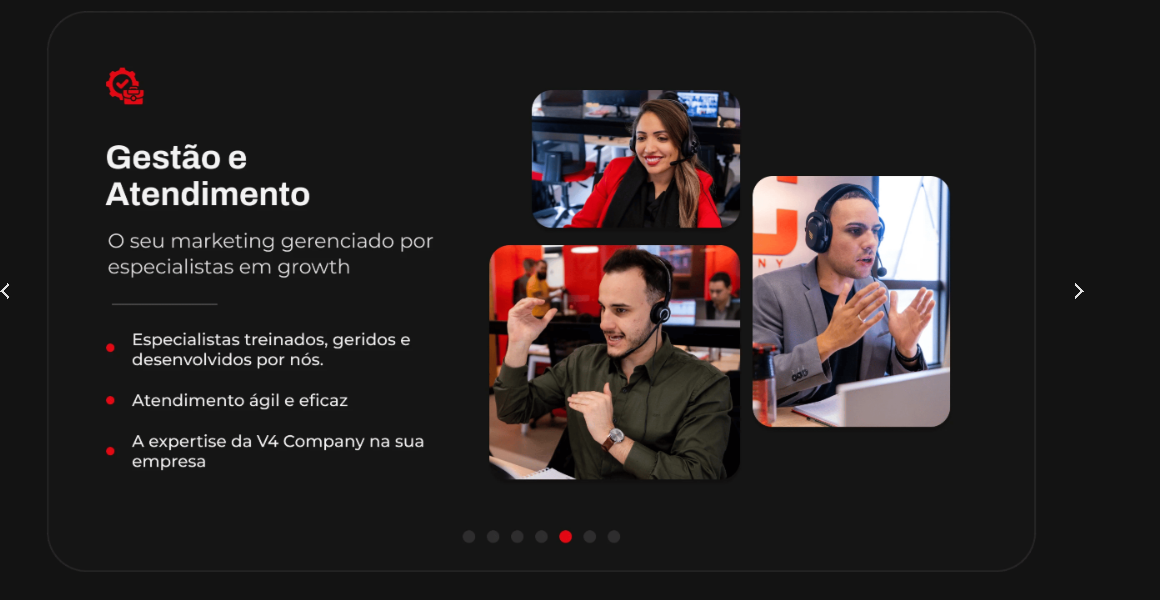 Gestão e
Atendimento
O seu marketing gerenciado por
especialistas em growth
Especialistas treinados, geridos e
desenvolvidos por nós.
Atendimento ágil e eficaz
A expertise da V4 Company na sua
empresa
N Y